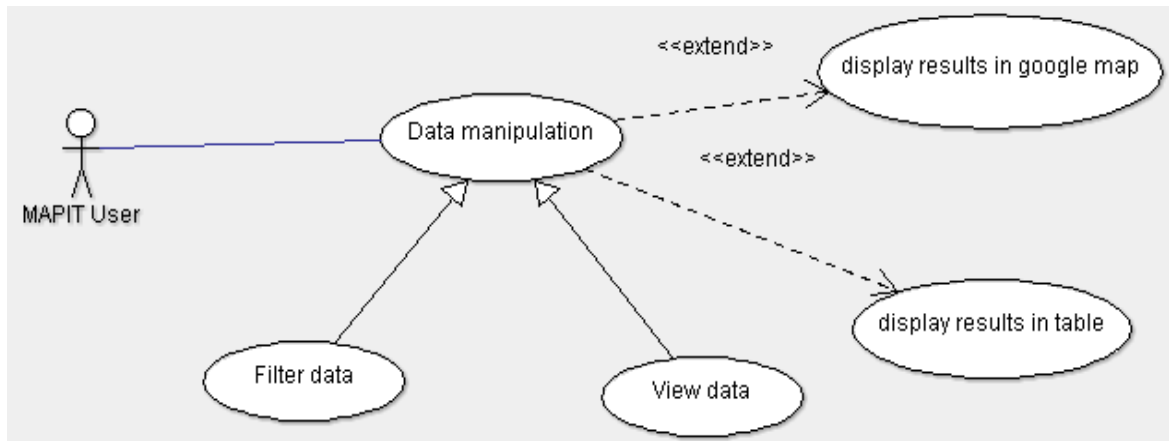 <<extend>>
display results in google map
Data manipulation
<<extend>>
MAPIT User
display results in table
Filter data
View data